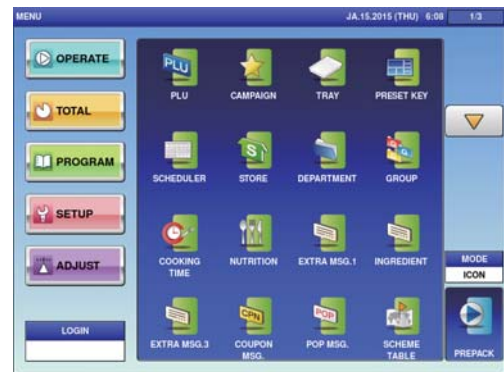 MENU JA.15.2015 (THU) 6:08 1/3
OPERATE
TOTAL
PROGRAM
SETUP
ADJUST
LOGIN
PLU
PLU CAMPAIGN TRAY PRESET KEY
S
SCHEDULER STORE DEPARTMENT GROUP
COOKING TIME NUTRITION EXTRA MSG.1 INGREDIENT
CPN POP
EXTRA MSG.3 COUPON MSG. POP MSG. SCHEME TABLE
MODE
ICON
PREPACK